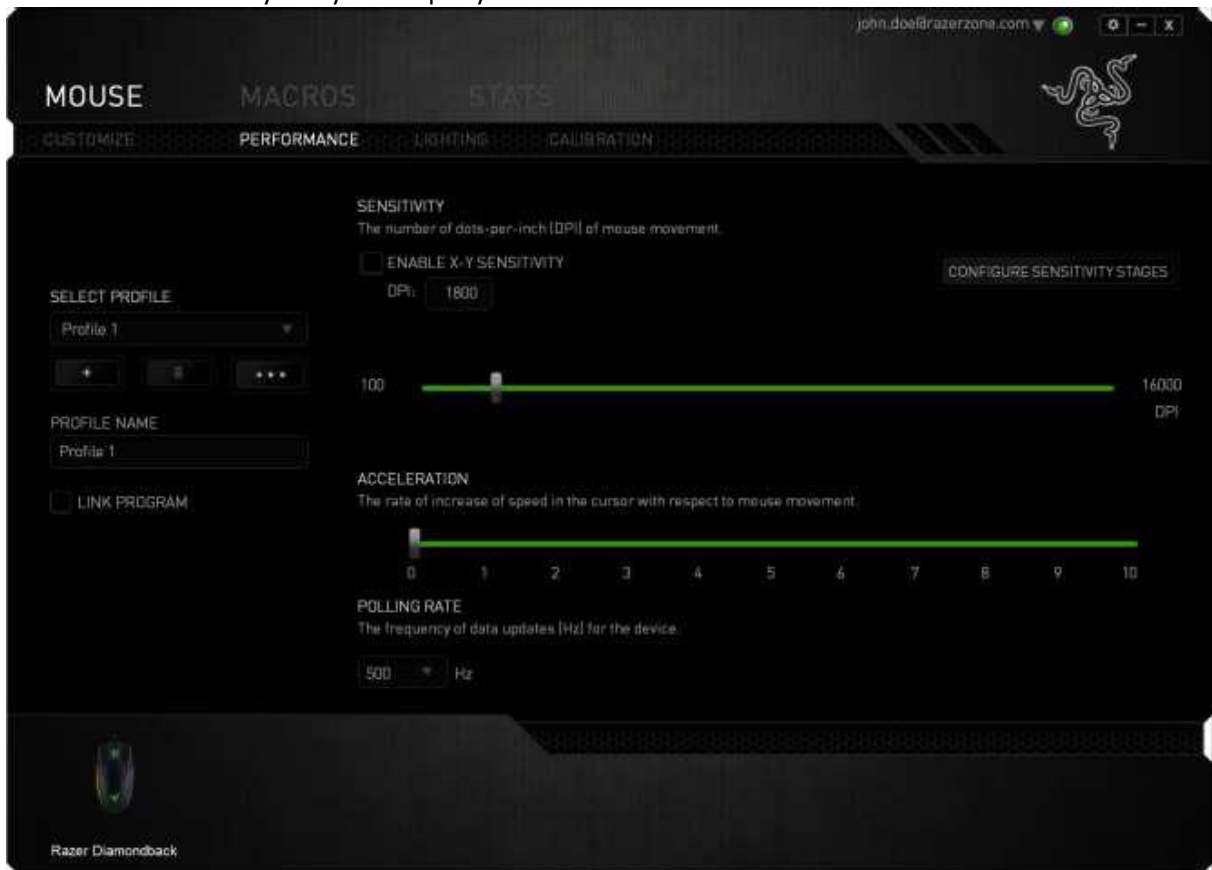 john.doe@razerzone.com
MOUSE MACROS STATS
CUSTOMIZE PERFORMANCE LIGHTING CALIBRATION
SENSITIVITY
The number of dots-per-inch (DPI) of mouse movement.
ENABLE X-Y SENSITIVITY
CONFIGURE SENSITIVITY STAGES
DPI: 1800
SELECT PROFILE
Profile 1
100 16000
DPI
PROFILE NAME
Profile 1
LINK PROGRAM
ACCELERATION
The rate of increase of speed in the cursor with respect to mouse movement.
0 1 2 3 4 5 6 7 8 9 10
POLLING RATE
The frequency of data updates (Hz) for the device.
500 Hz
Razer Diamondback